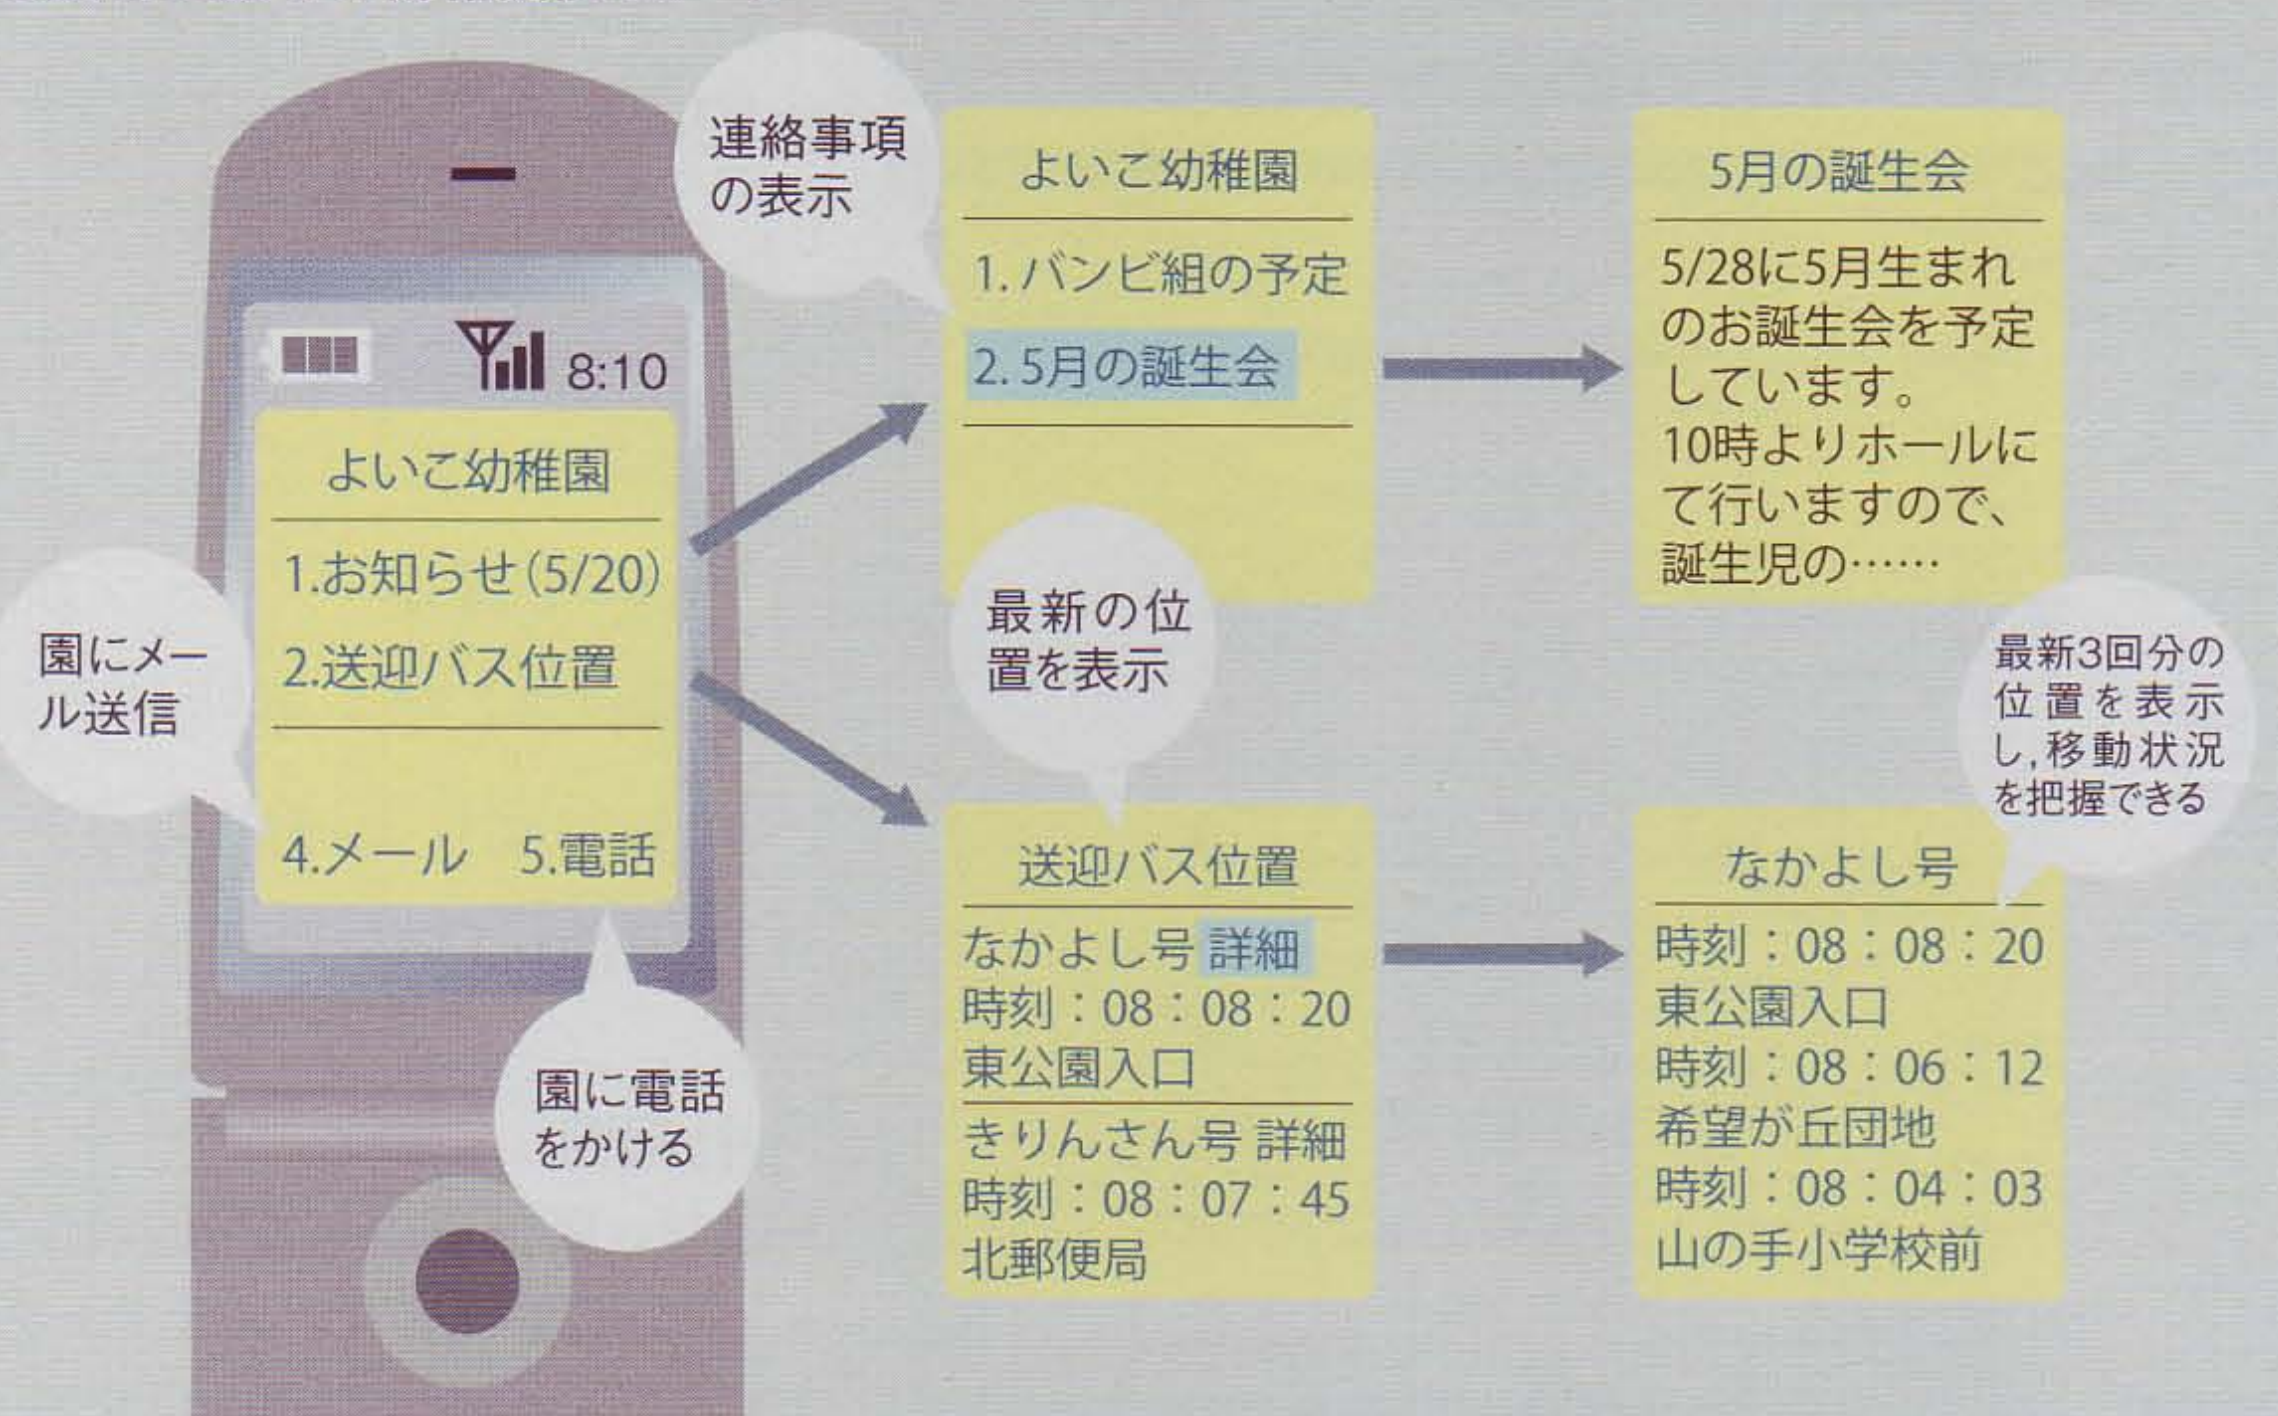 8:10
よいこ幼稚園
1.お知らせ(5/20)
2.送迎バス位置
4.メール 5.電話
園にメー
ル送信
園に電話
をかける
連絡事項
の表示
よいこ幼稚園
1. バンビ組の予定
2. 5月の誕生会
5月の誕生会
5/28に5月生まれ
のお誕生会を予定
しています。
10時よりホールに
て行いますので、
誕生児の……
最新の位
置を表示
送迎バス位置
なかよし号 詳細
時刻：08：08：20
東公園入口
きりんさん号 詳細
時刻：08：07：45
北郵便局
最新3回分の
位置を表示
し,移動状況
を把握できる
なかよし号
時刻：08：08：20
東公園入口
時刻：08：06：12
希望が丘団地
時刻：08：04：03
山の手小学校前